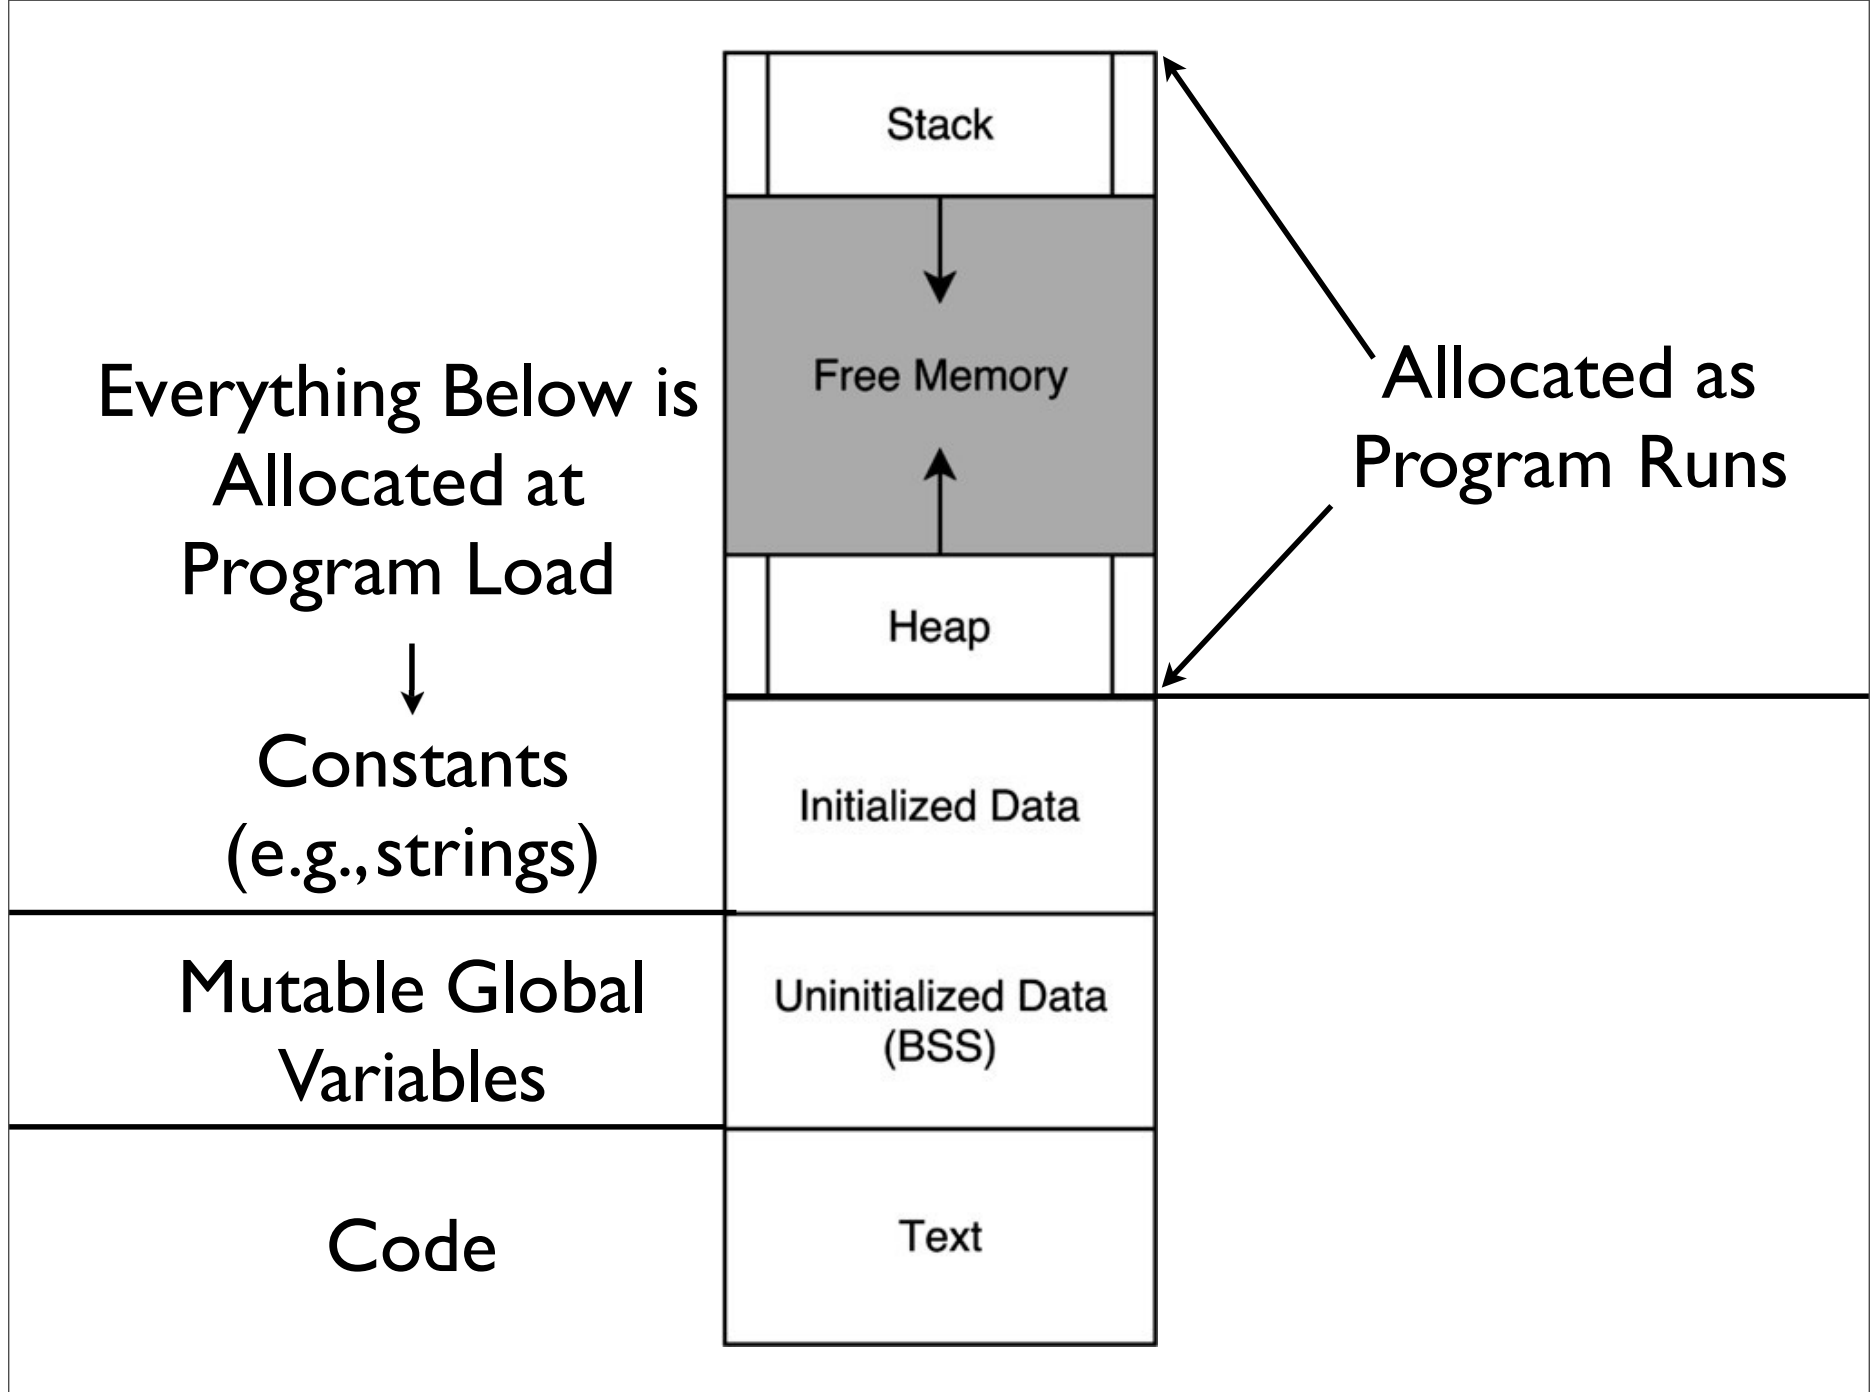 Stack
Free Memory
Everything Below is
Allocated at
Program Load
Allocated as
Program Runs
Heap
Constants
(e.g., strings)
Initialized Data
Mutable Global
Variables
Uninitialized Data
(BSS)
Code
Text